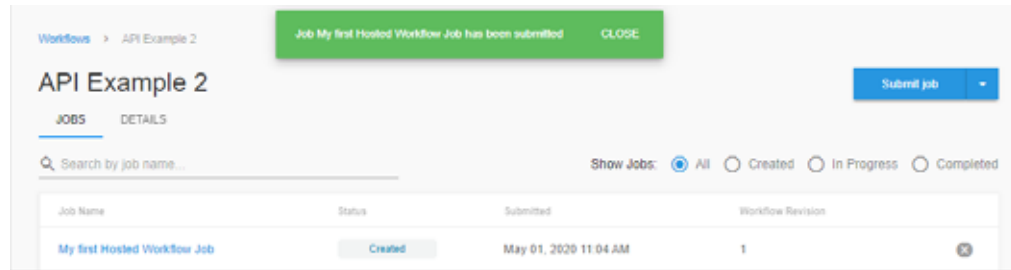 Job My first Hosted Workflow Job has been submitted CLOSE
Workflows > API Example 2
API Example 2
Submit job
JOBS DETAILS
Search by job name...
Show Jobs: All Created In Progress Completed
Job Name Status Submitted Workflow Revision
My first Hosted Workflow Job Created May 01, 2020 11:04 AM 1